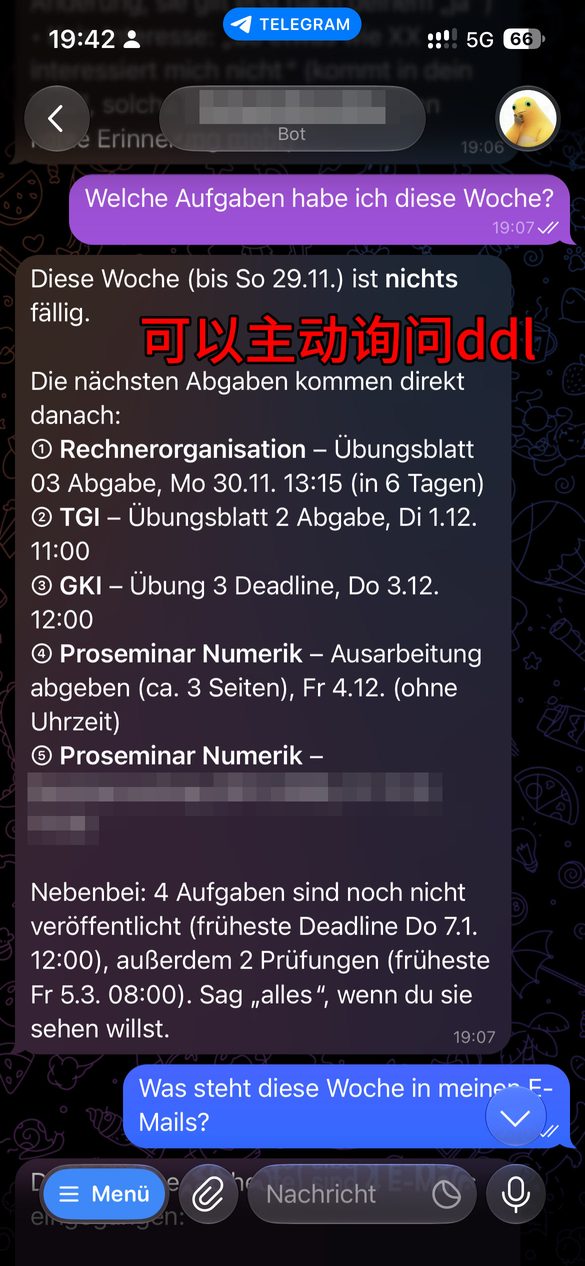 19:42
TELEGRAM
5G
66
Bot
19:06
Welche Aufgaben habe ich diese Woche?
19:07
Diese Woche (bis So 29.11.) ist nichts
fällig.
可以主动询问ddl
Die nächsten Abgaben kommen direkt
danach:
① Rechnerorganisation – Übungsblatt
03 Abgabe, Mo 30.11. 13:15 (in 6 Tagen)
② TGI – Übungsblatt 2 Abgabe, Di 1.12.
11:00
③ GKI – Übung 3 Deadline, Do 3.12.
12:00
④ Proseminar Numerik – Ausarbeitung
abgeben (ca. 3 Seiten), Fr 4.12. (ohne
Uhrzeit)
⑤ Proseminar Numerik –
Nebenbei: 4 Aufgaben sind noch nicht
veröffentlicht (früheste Deadline Do 7.1.
12:00), außerdem 2 Prüfungen (früheste
Fr 5.3. 08:00). Sag „alles“, wenn du sie
sehen willst.
19:07
Was steht diese Woche in meinen E-
Mails?
Menü
Nachricht